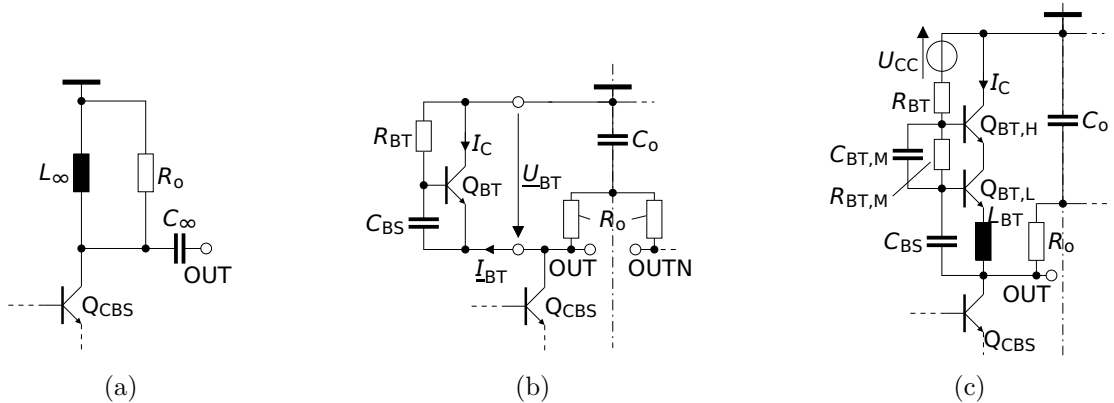 L∞
Ro
C∞
OUT
QCBS
(a)
RBT
IC
QBT
CBS
UBT
IBT
Co
Ro
OUT
OUTN
QCBS
(b)
UCC
IC
RBT
QBT,H
Co
CBT,M
RBT,M
QBT,L
LBT
CBS
Ro
OUT
QCBS
(c)